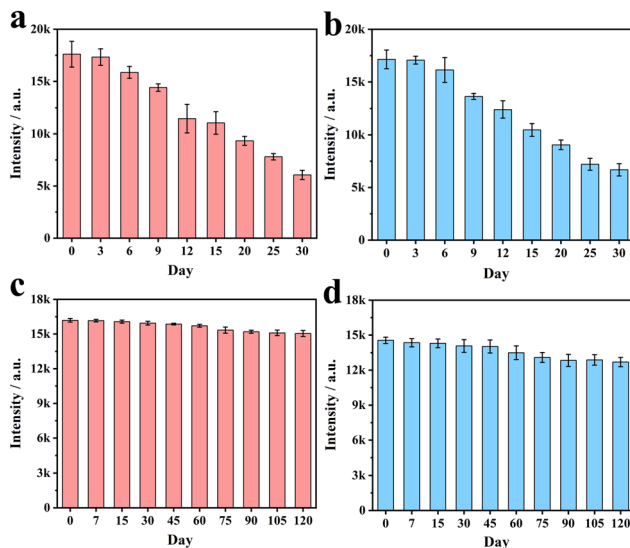 a
20k
15k
10k
5k
0
Intensity / a.u.
0 3 6 9 12 15 20 25 30
Day
b
20k
15k
10k
5k
0
Intensity / a.u.
0 3 6 9 12 15 20 25 30
Day
c
18k
15k
12k
9k
6k
3k
0
Intensity / a.u.
0 7 15 30 45 60 75 90 105 120
Day
d
18k
15k
12k
9k
6k
3k
0
Intensity / a.u.
0 7 15 30 45 60 75 90 105 120
Day